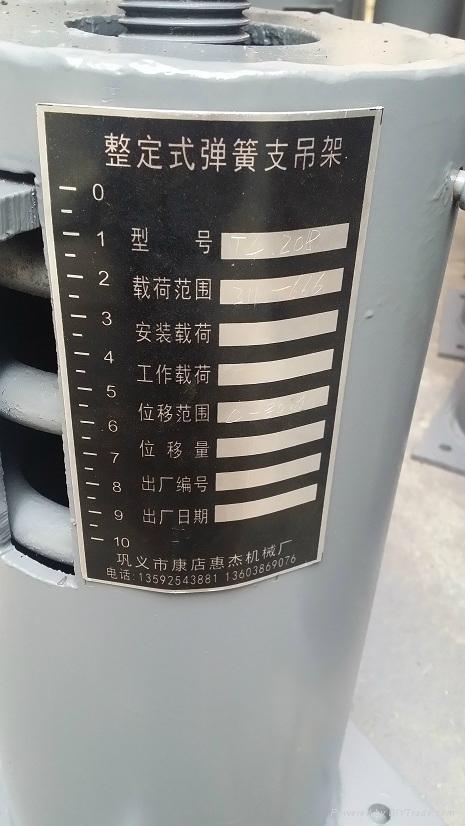 整定式弹簧支吊架
0
1
2
3
4
5
6
7
8
9
10
型 号
载荷范围
安装载荷
工作载荷
位移范围
位移量
出厂编号
出厂日期
巩义市康店惠杰机械厂
电话:13592543881 13603869076